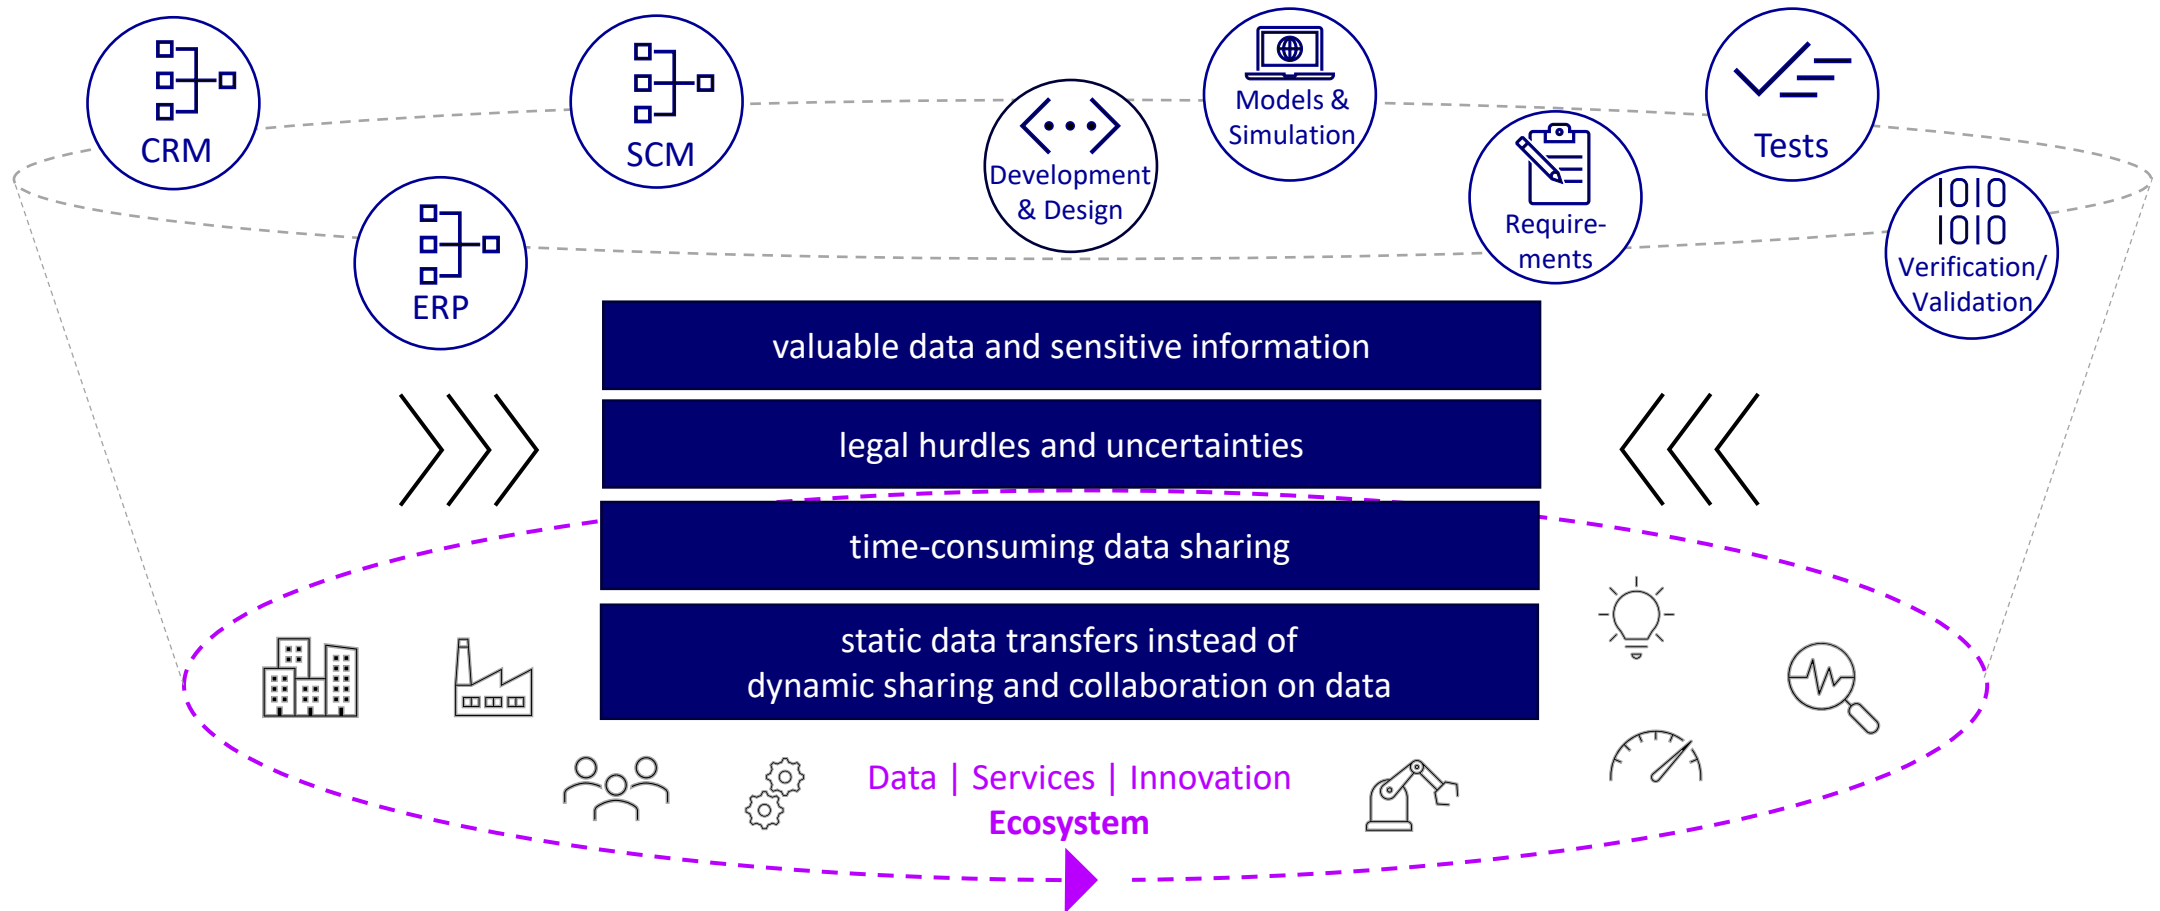 CRM
SCM
ERP
Development
& Design
Models &
Simulation
Require-
ments
Tests
IOIO
IOIO
Verification/
Validation
valuable data and sensitive information
legal hurdles and uncertainties
time-consuming data sharing
static data transfers instead of
dynamic sharing and collaboration on data
Data | Services | Innovation
Ecosystem